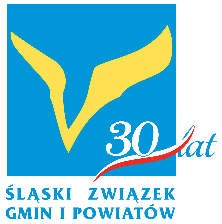 30 lat
ŚLĄSKI ZWIĄZEK
GMIN I POWIATÓW